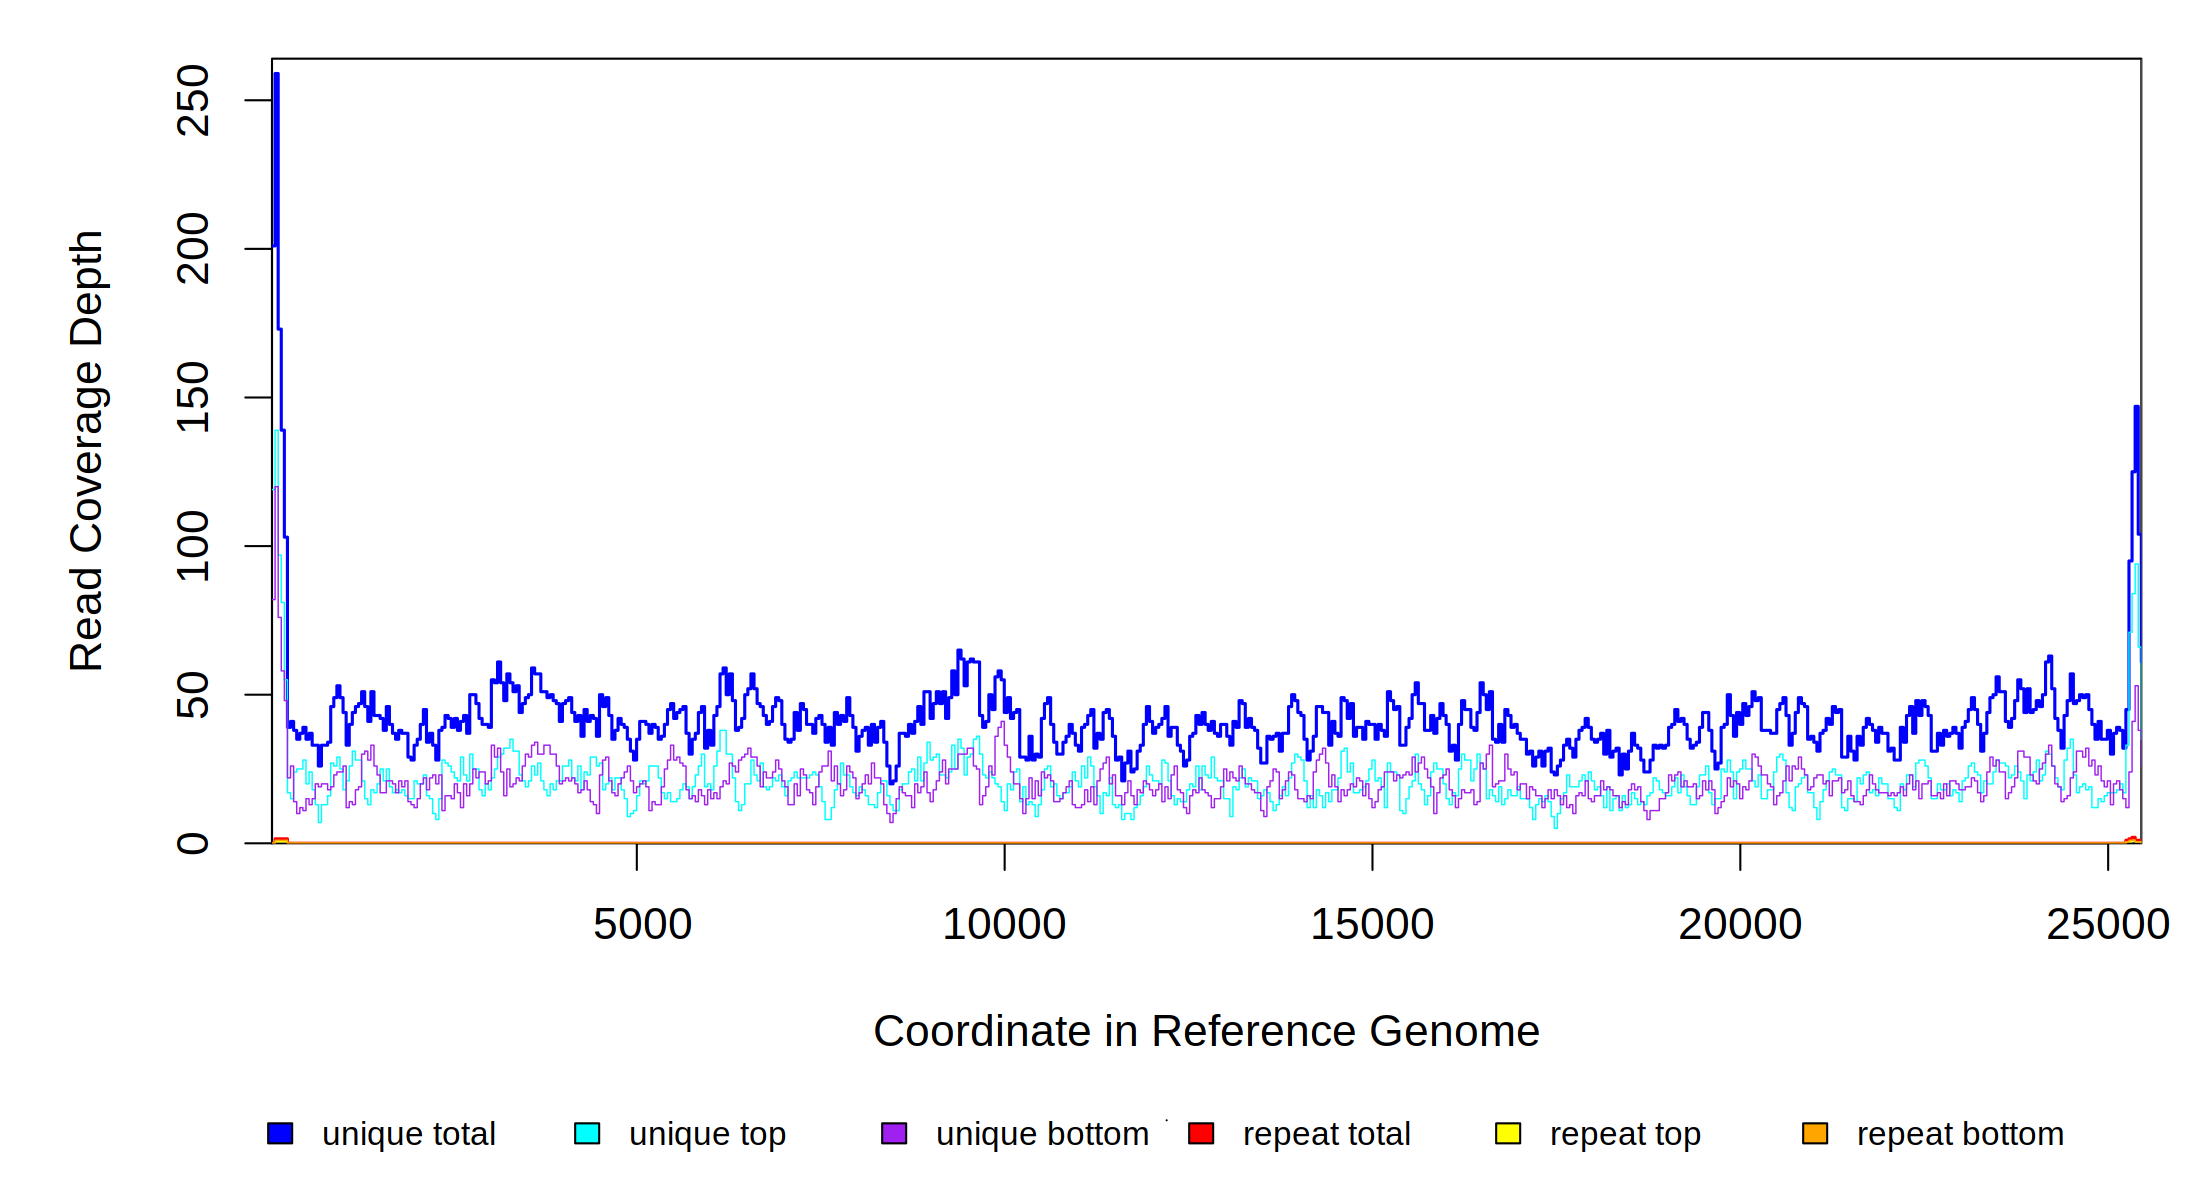 250
200
150
100
50
0
Read Coverage Depth
5000 10000 15000 20000 25000
Coordinate in Reference Genome
unique total unique top unique bottom repeat total repeat top repeat bottom